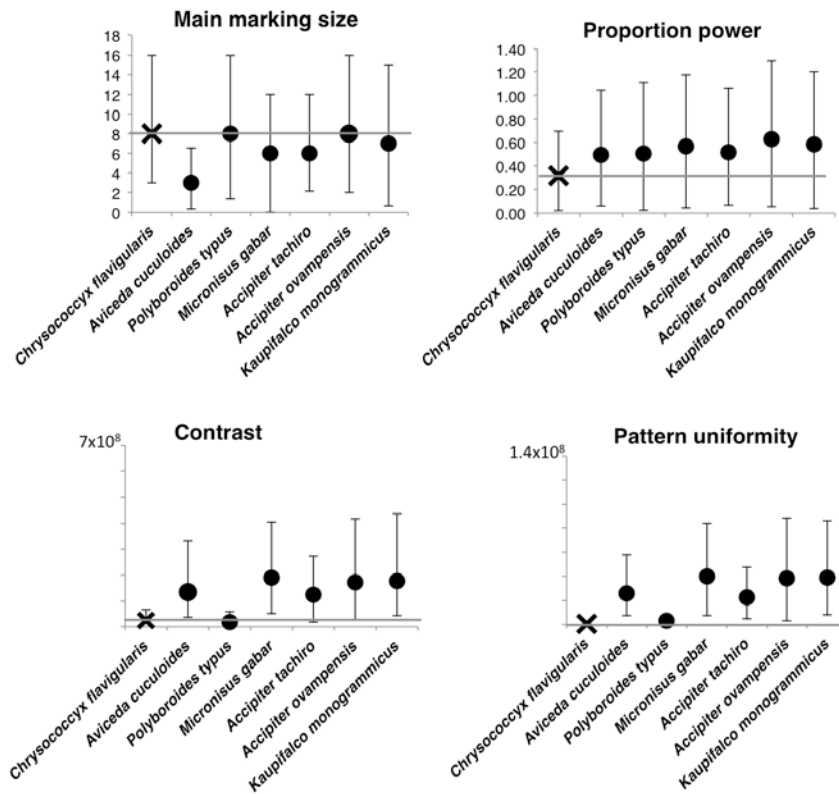 Main marking size
18
16
14
12
10
8
6
4
2
0
Chrysococcyx flavigularis
Aviceda cuculoides
Polyboroides typus
Micronisus gabar
Accipiter tachiro
Accipiter ovampensis
Kaupifalco monogrammicus
Proportion power
1.40
1.20
1.00
0.80
0.60
0.40
0.20
0.00
Chrysococcyx flavigularis
Aviceda cuculoides
Polyboroides typus
Micronisus gabar
Accipiter tachiro
Accipiter ovampensis
Kaupifalco monogrammicus
Contrast
7x10⁸
Chrysococcyx flavigularis
Aviceda cuculoides
Polyboroides typus
Micronisus gabar
Accipiter tachiro
Accipiter ovampensis
Kaupifalco monogrammicus
Pattern uniformity
1.4x10⁸
Chrysococcyx flavigularis
Aviceda cuculoides
Polyboroides typus
Micronisus gabar
Accipiter tachiro
Accipiter ovampensis
Kaupifalco monogrammicus